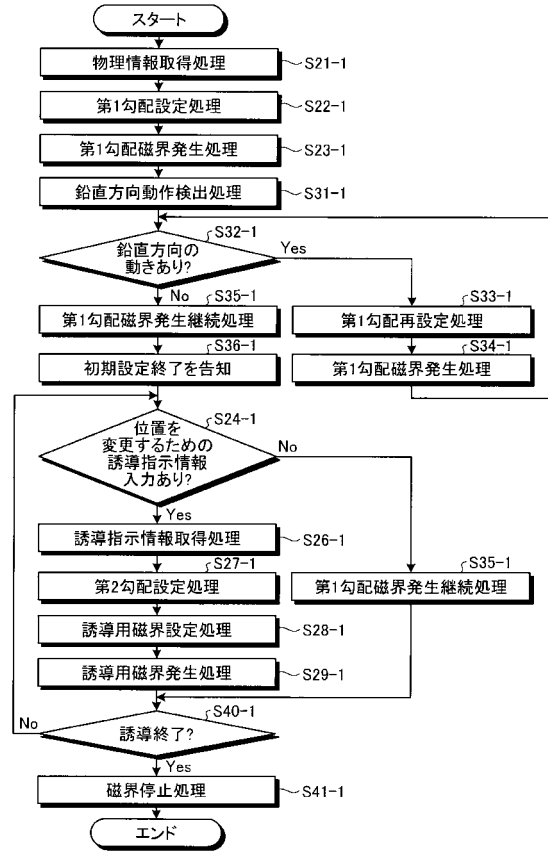 スタート
物理情報取得処理
S21-1
第1勾配設定処理
S22-1
第1勾配磁界発生処理
S23-1
鉛直方向動作検出処理
S31-1
鉛直方向の
動きあり?
S32-1
Yes
No
第1勾配磁界発生継続処理
S35-1
第1勾配再設定処理
S33-1
初期設定終了を告知
S36-1
第1勾配磁界発生処理
S34-1
位置を
変更するための
誘導指示情報
入力あり?
S24-1
No
Yes
誘導指示情報取得処理
S26-1
第2勾配設定処理
S27-1
第1勾配磁界発生継続処理
S35-1
誘導用磁界設定処理
S28-1
誘導用磁界発生処理
S29-1
誘導終了?
S40-1
No
Yes
磁界停止処理
S41-1
エンド